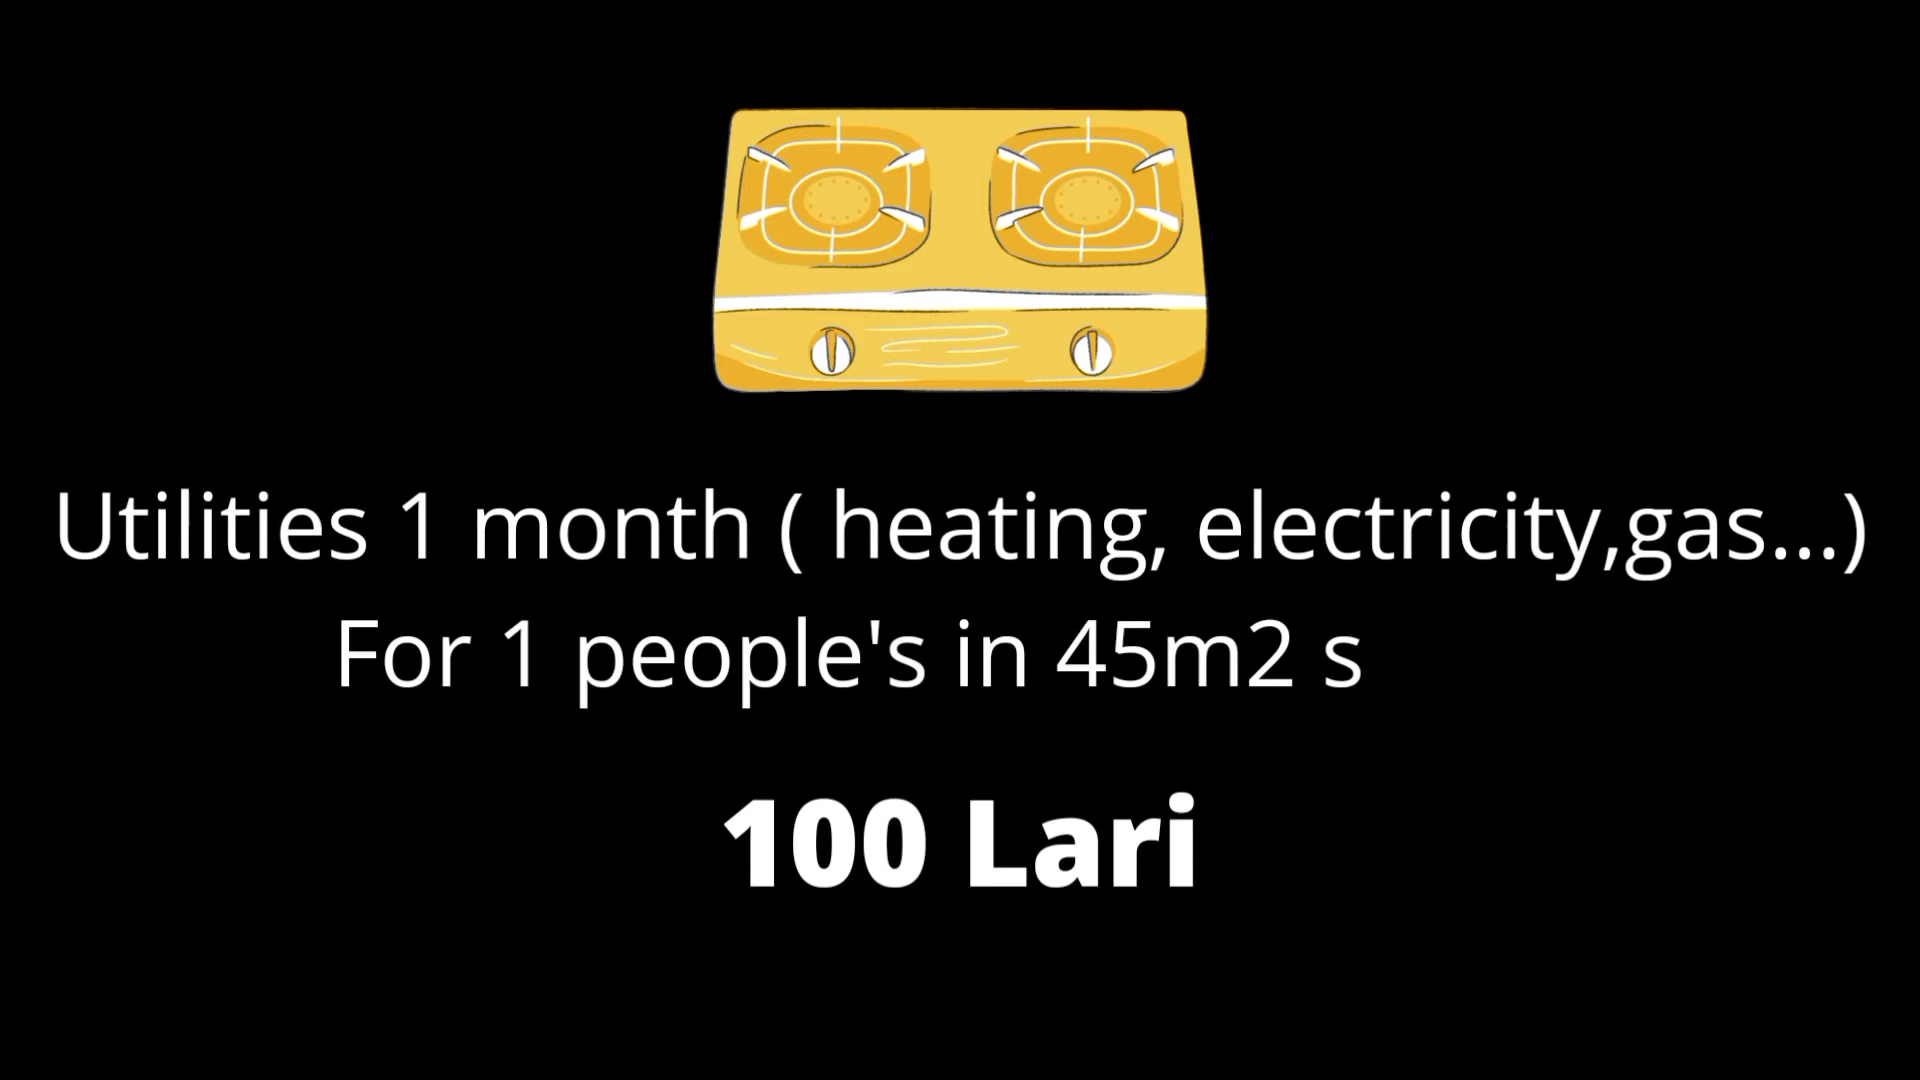 Utilities 1 month ( heating, electricity,gas...)
For 1 people's in 45m2 s
100 Lari